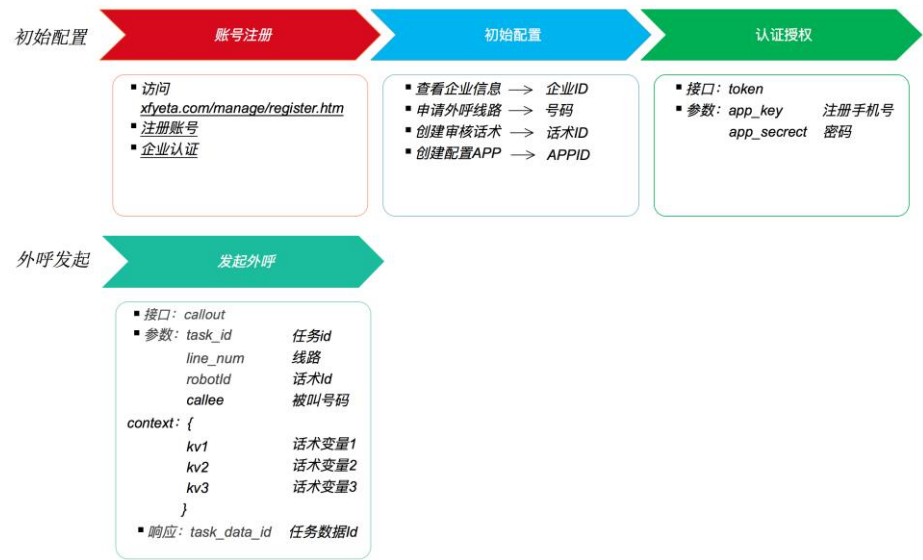 初始配置
账号注册
初始配置
认证授权
▪ 访问
xfyeta.com/manage/register.htm
▪ 注册账号
▪ 企业认证
▪ 查看企业信息 → 企业ID
▪ 申请外呼线路 → 号码
▪ 创建审核话术 → 话术ID
▪ 创建配置APP → APPID
▪ 接口：token
▪ 参数：app_key 注册手机号
app_secrect 密码
外呼发起
发起外呼
▪ 接口：callout
▪ 参数：task_id 任务id
line_num 线路
robotId 话术Id
callee 被叫号码
context：{
kv1 话术变量1
kv2 话术变量2
kv3 话术变量3
}
▪ 响应：task_data_id 任务数据Id